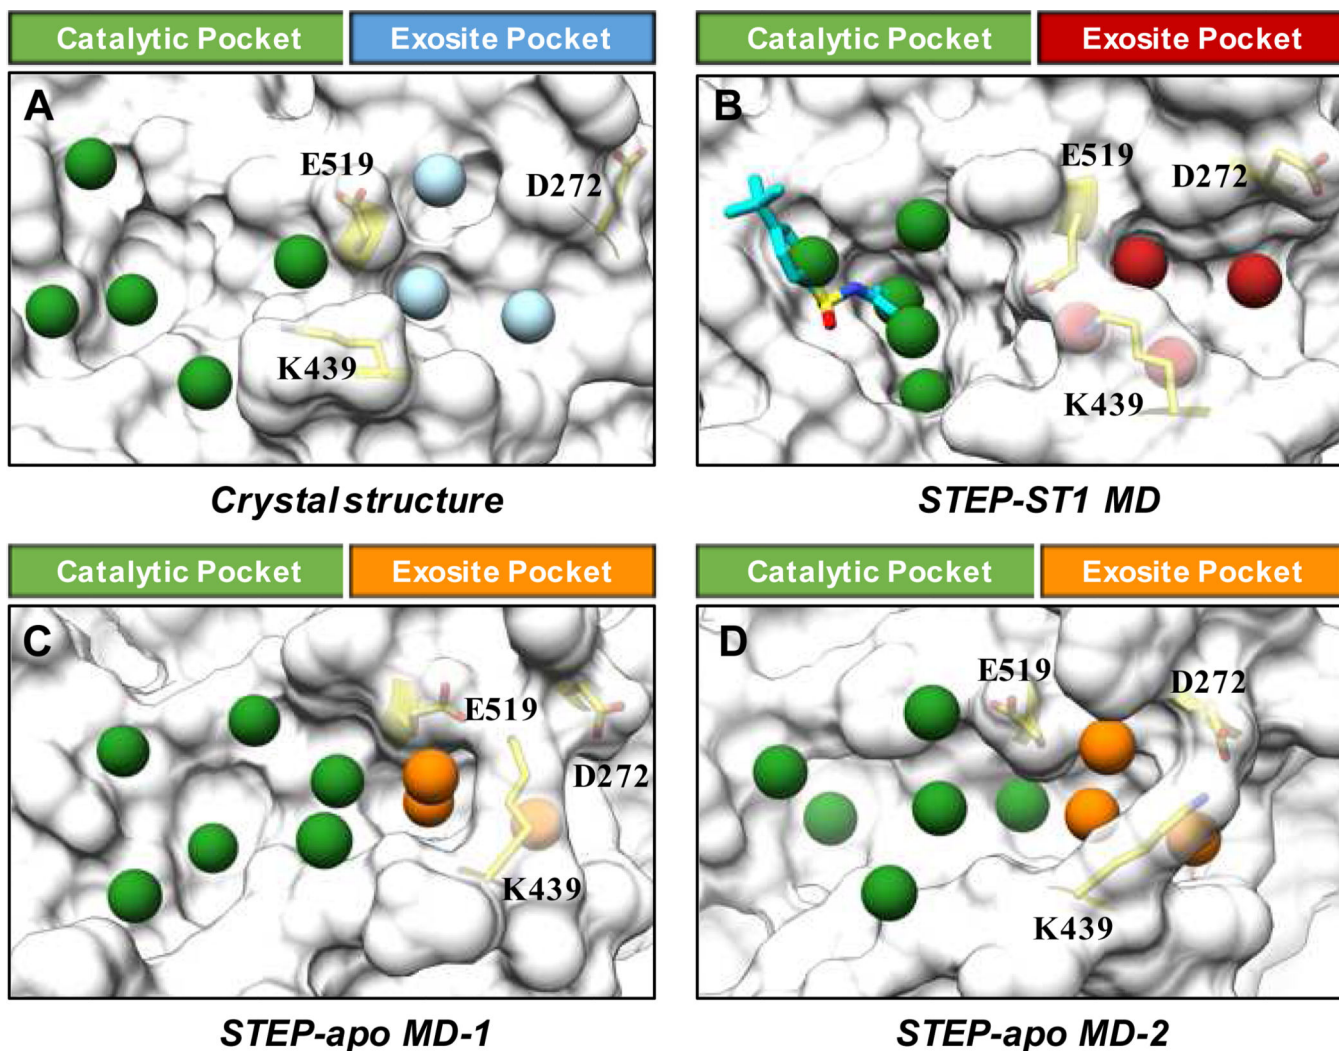 Catalytic Pocket Exosite Pocket
A
E519
D272
K439
Crystal structure
Catalytic Pocket Exosite Pocket
B
E519
D272
K439
STEP-ST1 MD
Catalytic Pocket Exosite Pocket
C
E519
D272
K439
STEP-apo MD-1
Catalytic Pocket Exosite Pocket
D
E519
D272
K439
STEP-apo MD-2